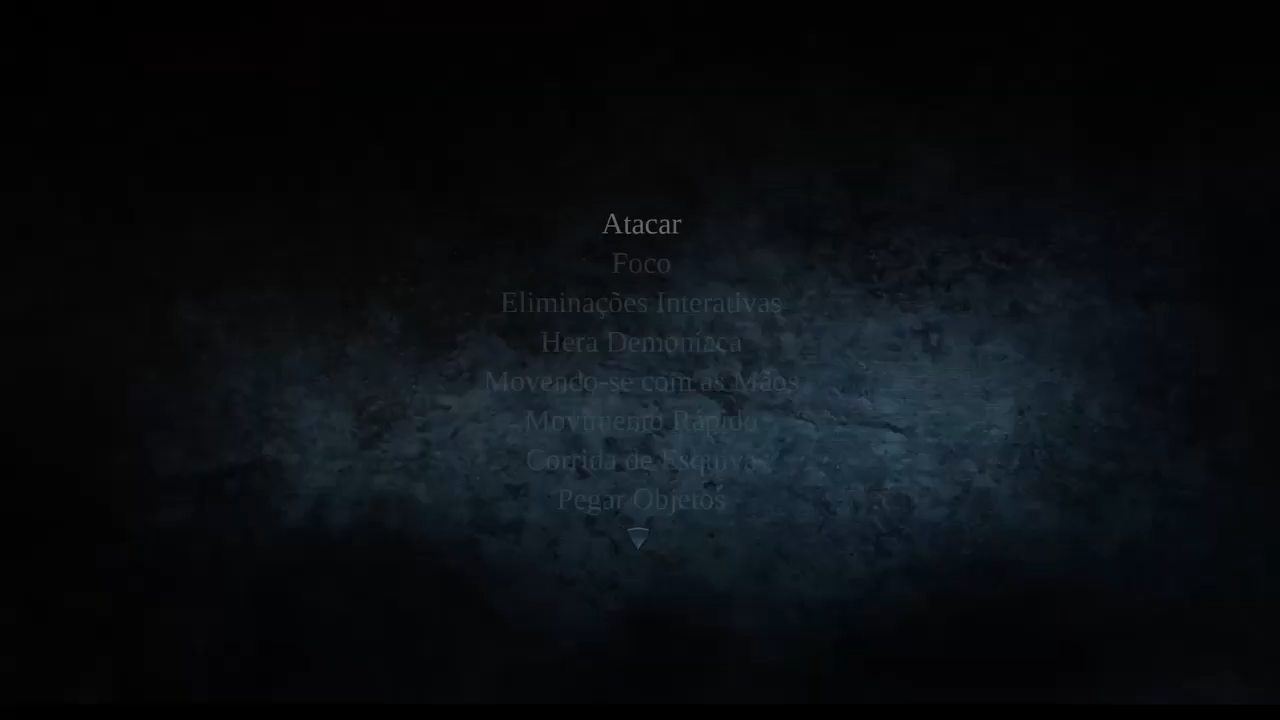 Atacar
Foco
Eliminações Interativas
Hera Demoníaca
Movendo-se com as Mãos
Movimento Rápido
Corrida de Esquiva
Pegar Objetos